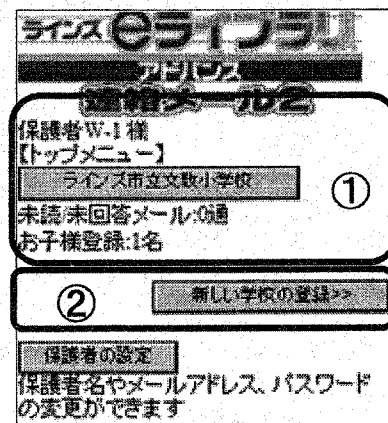 ラインズeライブラリ
アドバンス
連絡メール2
保護者W-1 様
【トップメニュー】
ラインズ市立文教小学校
①
未読/未回答メール:0通
お子様登録:1名
②
新しい学校の登録>>
保護者の設定
保護者名やメールアドレス、パスワード
の変更ができます